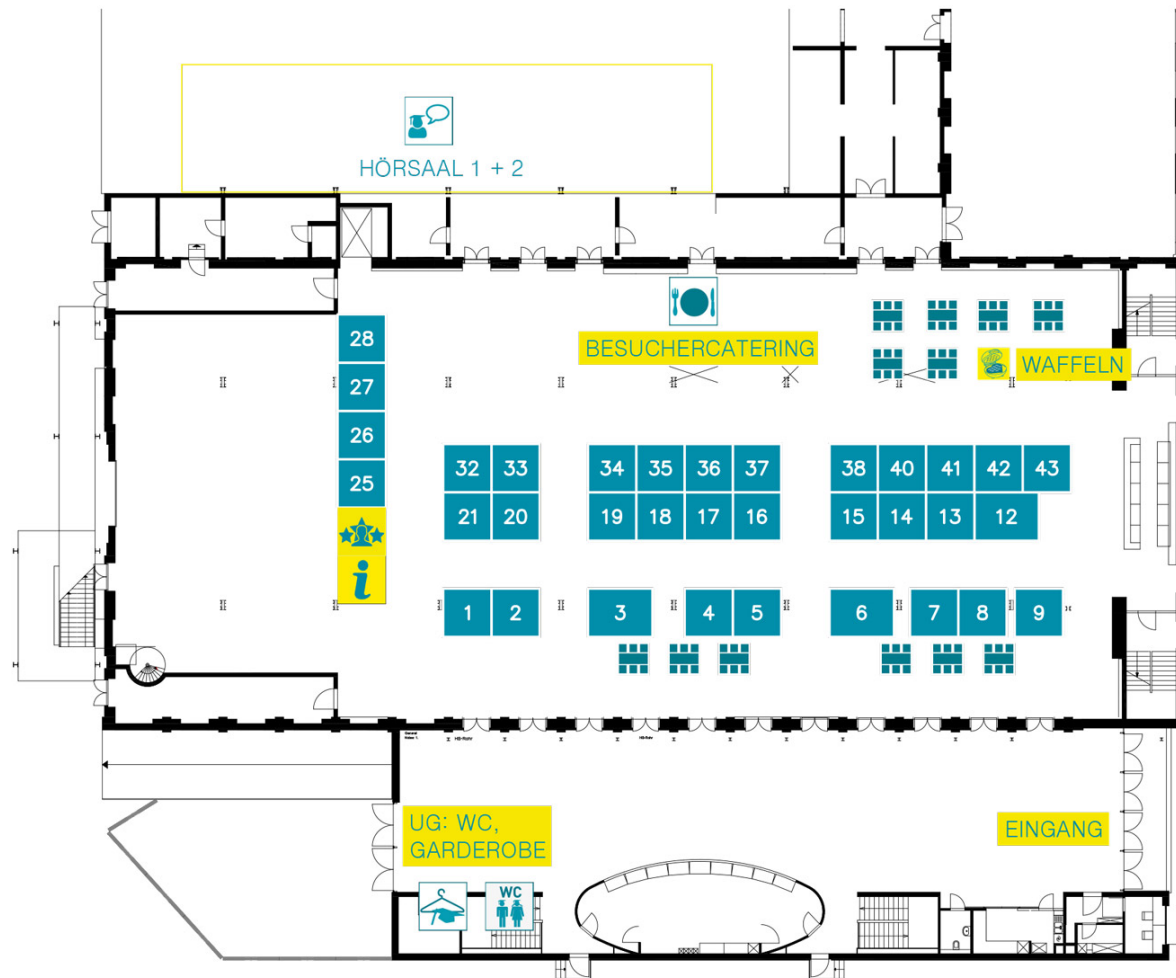 HÖRSAAL 1 + 2
BESUCHERCATERING
WAFFELN
28
27
26
25
i
32 33 34 35 36 37 38 40 41 42 43
21 20 19 18 17 16 15 14 13 12
1 2 3 4 5 6 7 8 9
UG: WC,
GARDEROBE
EINGANG
WC